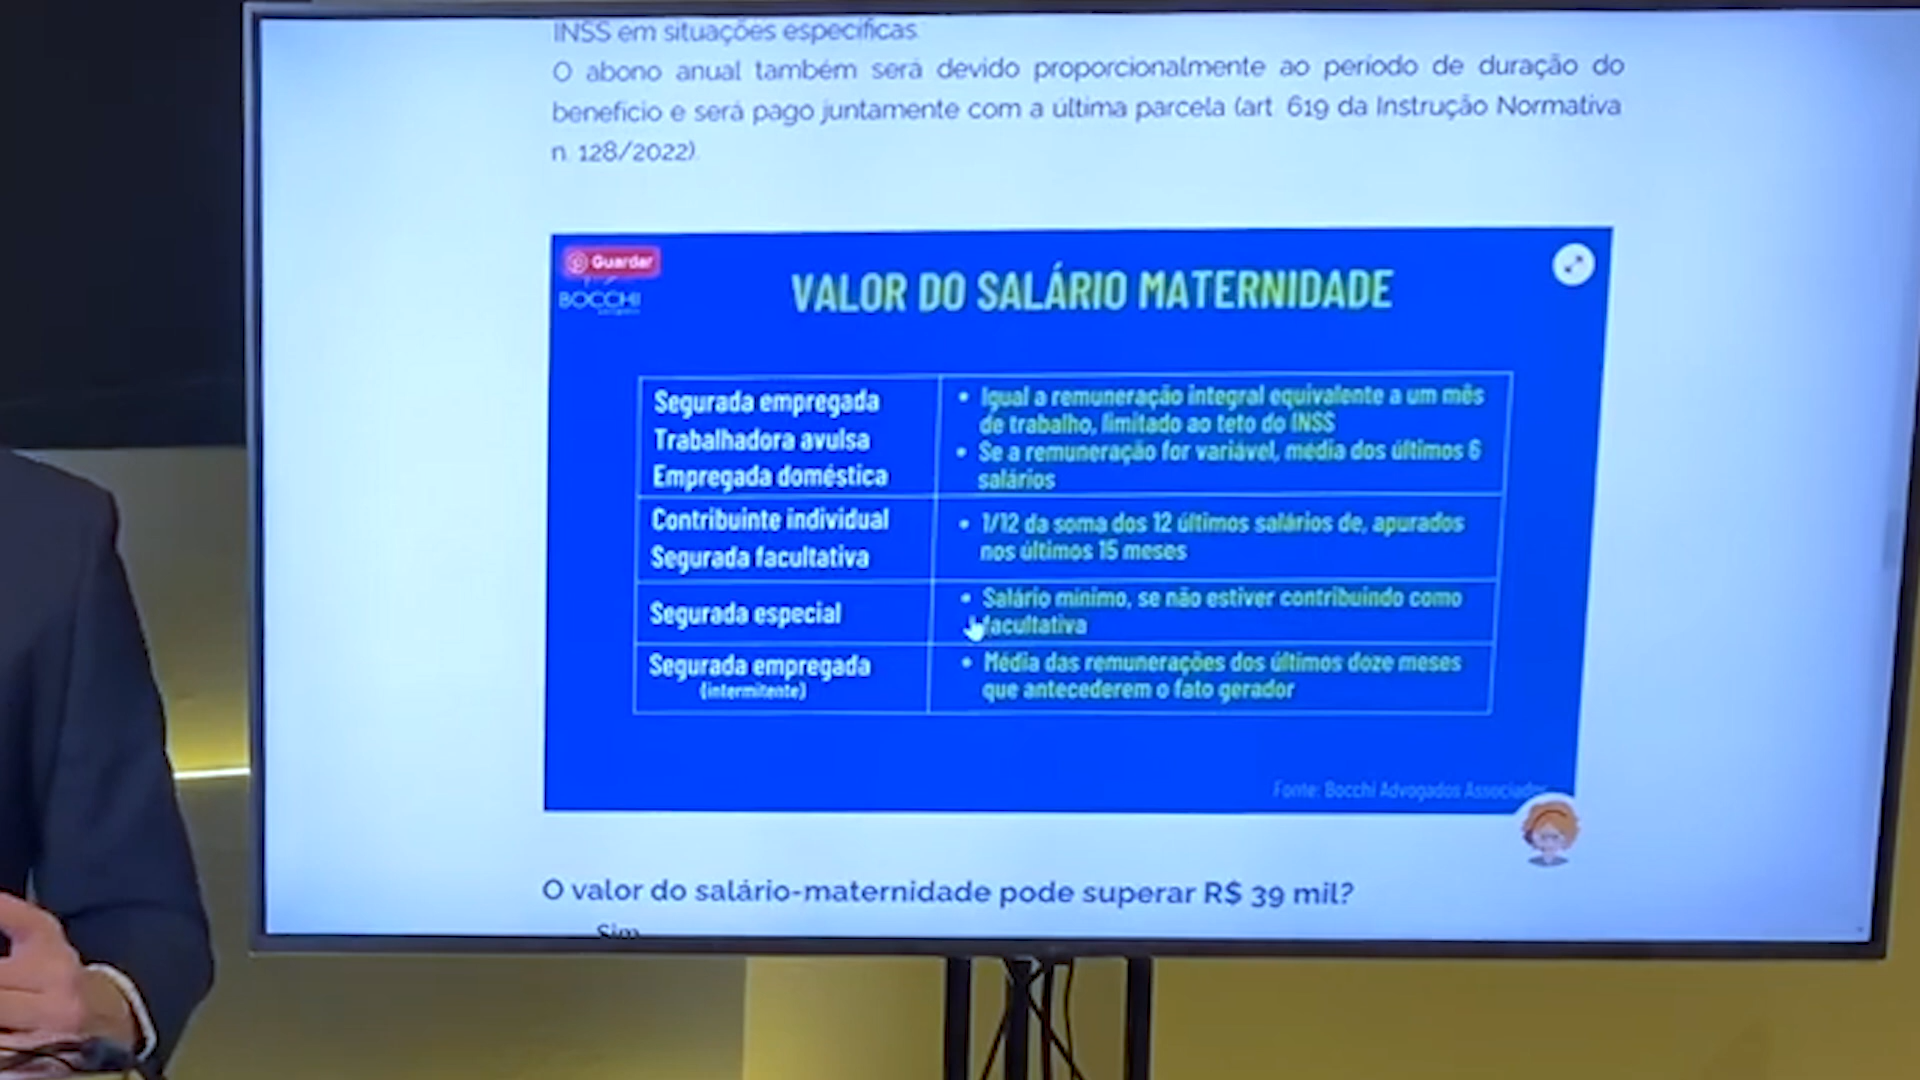 INSS em situações específicas.
O abono anual também será devido proporcionalmente ao período de duração do
benefício e será pago juntamente com a última parcela (art. 619 da Instrução Normativa
n. 128/2022).
Guardar
BOCCHI
VALOR DO SALÁRIO MATERNIDADE
Segurada empregada
Trabalhadora avulsa
Empregada doméstica
• Igual a remuneração integral equivalente a um mês
de trabalho, limitado ao teto do INSS
• Se a remuneração for variável, média dos últimos 6
salários
Contribuinte individual
Segurada facultativa
• 1/12 da soma dos 12 últimos salários de, apurados
nos últimos 15 meses
Segurada especial
• Salário mínimo, se não estiver contribuindo como
facultativa
Segurada empregada
(intermitente)
• Média das remunerações dos últimos doze meses
que antecederem o fato gerador
Fonte: Bocchi Advogados Associados
O valor do salário-maternidade pode superar R$ 39 mil?
Sim